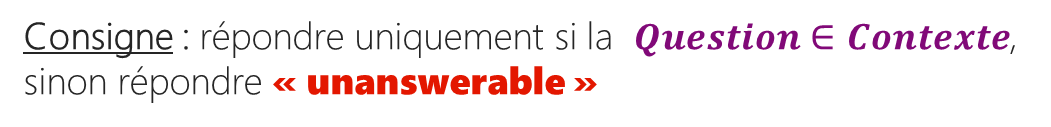 Consigne : répondre uniquement si la Question ∈ Contexte,
sinon répondre « unanswerable »